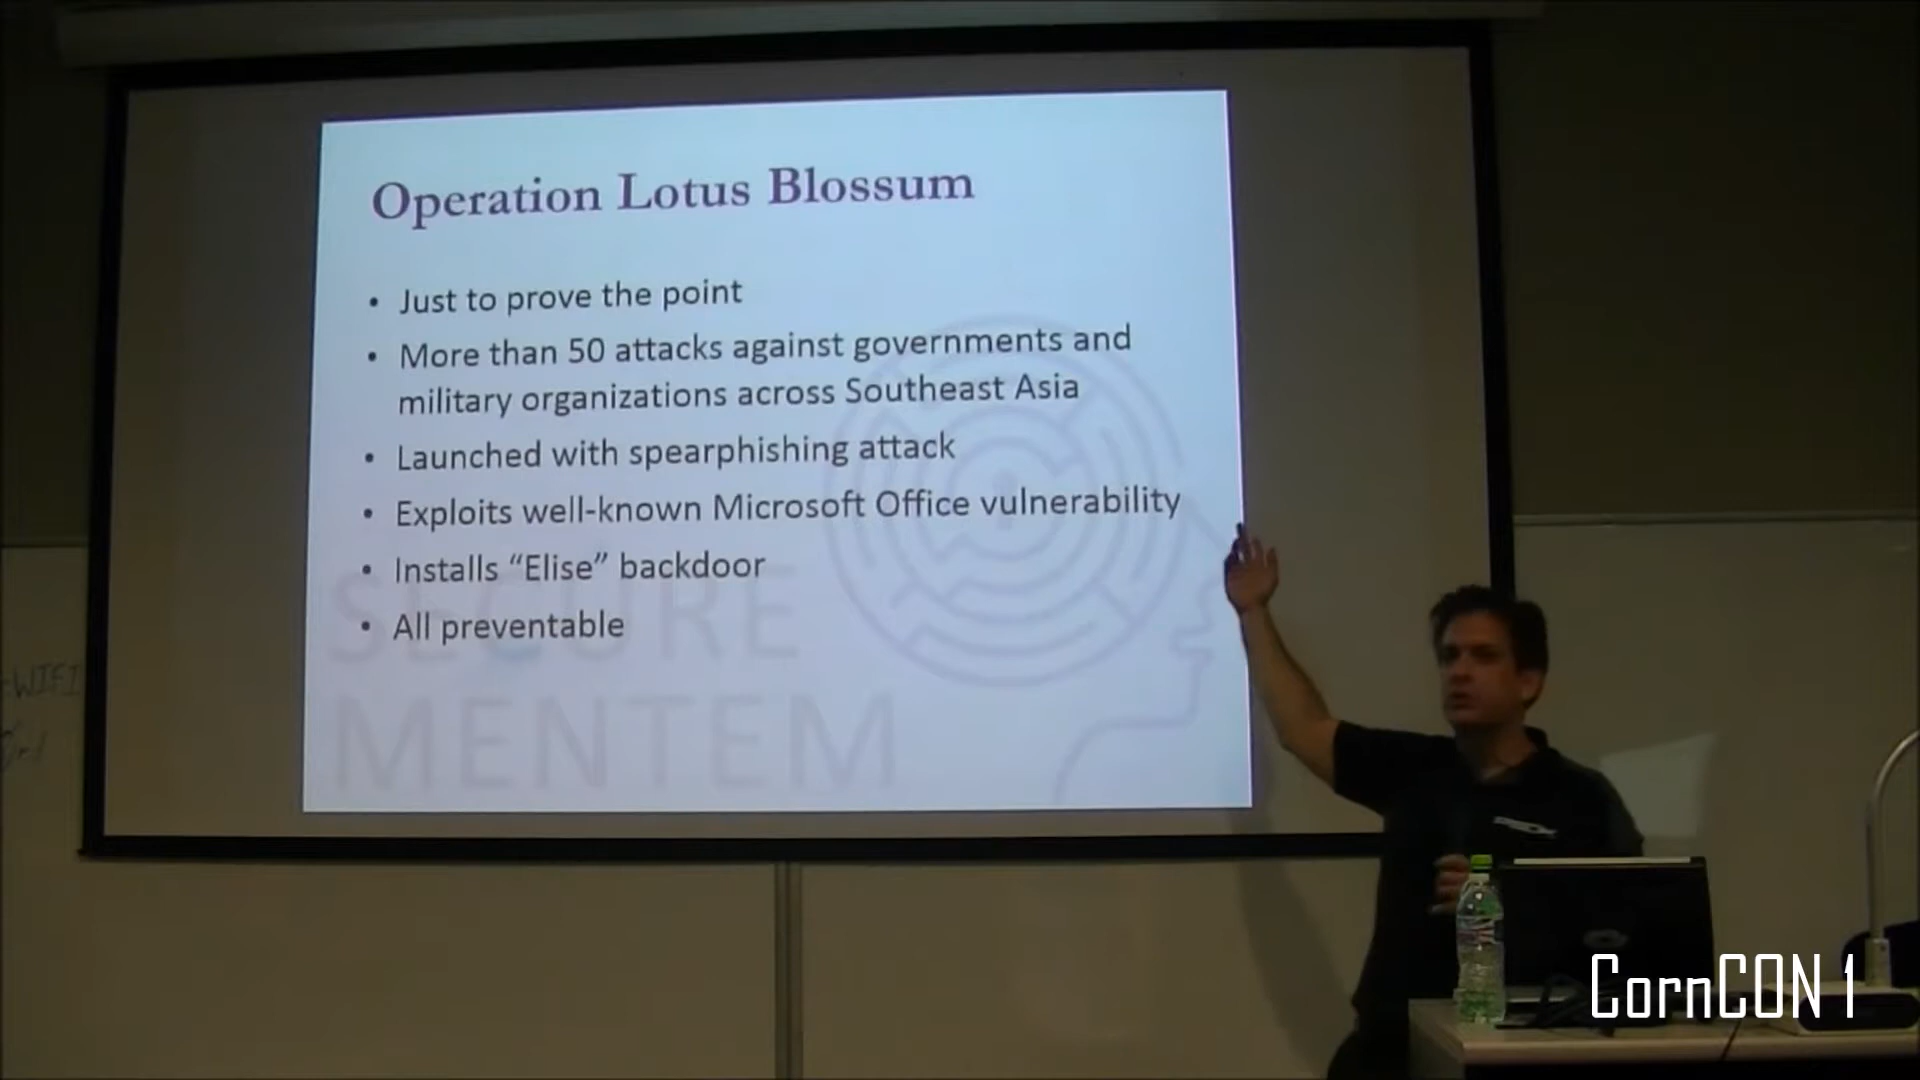 Operation Lotus Blossum
• Just to prove the point
• More than 50 attacks against governments and
military organizations across Southeast Asia
• Launched with spearphishing attack
• Exploits well-known Microsoft Office vulnerability
• Installs “Elise” backdoor
• All preventable
SECURE
MENTEM
WIFI
CornCON 1